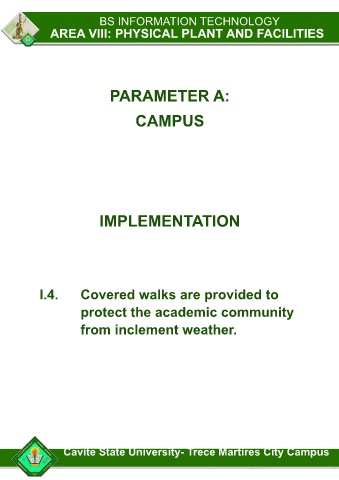 BS INFORMATION TECHNOLOGY
AREA VIII: PHYSICAL PLANT AND FACILITIES
PARAMETER A:
CAMPUS
IMPLEMENTATION
I.4. Covered walks are provided to
protect the academic community
from inclement weather.
Cavite State University- Trece Martires City Campus